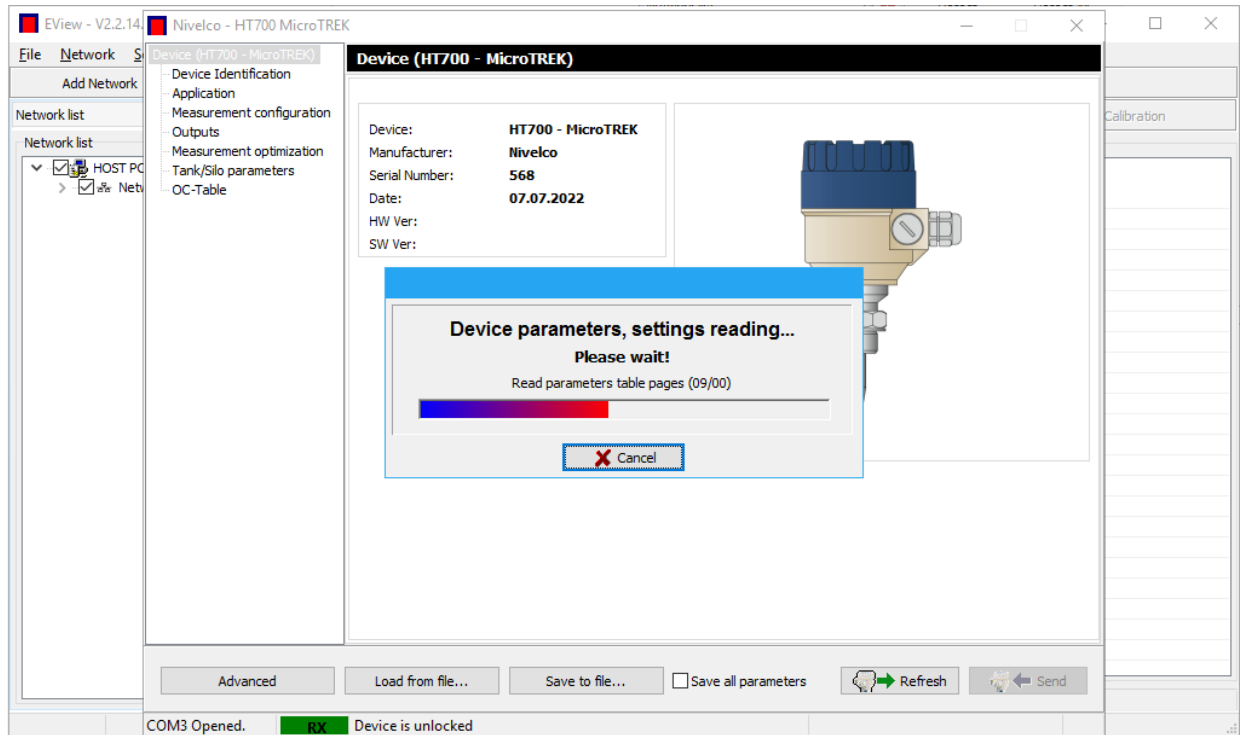 EView - V2.2.14.
Nivelco - HT700 MicroTREK
File Network
Add Network
Network list
Network list
HOST PC
Device (HT700 - MicroTREK)
Device Identification
Application
Measurement configuration
Outputs
Measurement optimization
Tank/Silo parameters
OC-Table
Device (HT700 - MicroTREK)
Device: HT700 - MicroTREK
Manufacturer: Nivelco
Serial Number: 568
Date: 07.07.2022
HW Ver:
SW Ver:
Calibration
Device parameters, settings reading...
Please wait!
Read parameters table pages (09/00)
Cancel
Advanced
Load from file...
Save to file...
Save all parameters
Refresh
Send
COM3 Opened.
RX
Device is unlocked